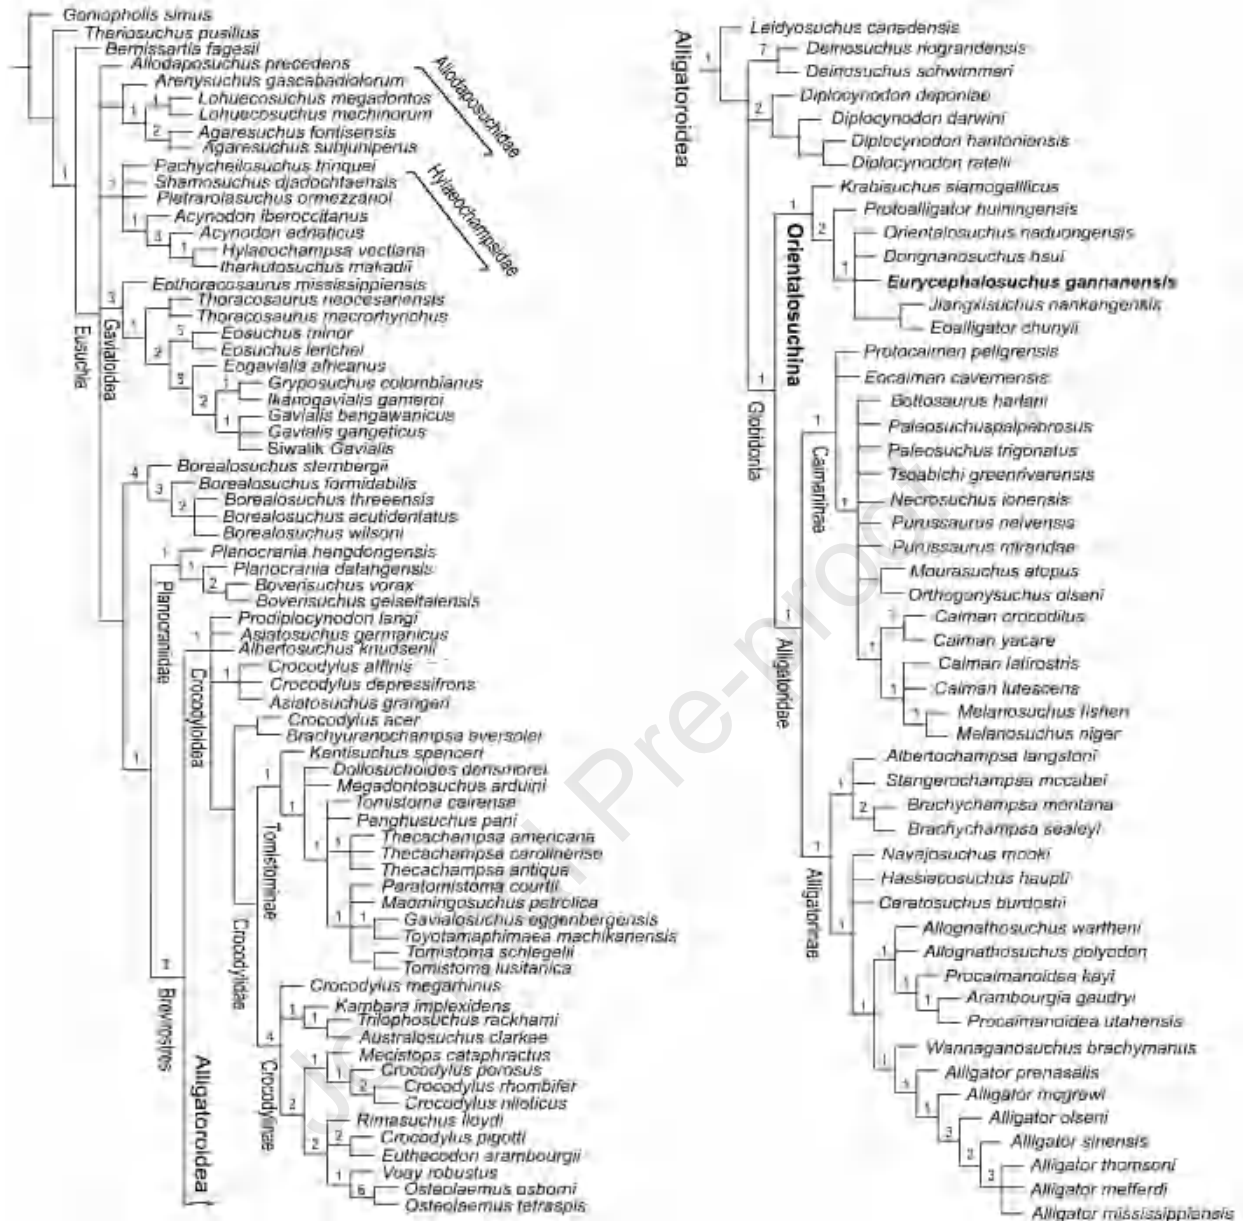 Goniopholis simus
Theriosuchus pusillus
Bernissartia fagesii
Allodaposuchus precedens
Arenysuchus gascabadiolorum
Lohuecosuchus megadontos
Lohuecosuchus mechinorum
Agaresuchus fontisensis
Agaresuchus subjuniperus
Allodaposuchidae
Pachycheilosuchus trinquei
Shamosuchus djadochtaensis
Pietraroiasuchus ormezzanoi
Acynodon iberoccitanus
Acynodon adriaticus
Hylaeochampsa vectiana
Iharkutosuchus makadii
Hylaeochampsidae
Eothoracosaurus mississippiensis
Thoracosaurus neocesariensis
Thoracosaurus macrorhynchus
Eosuchus minor
Eosuchus lerichei
Eogavialis africanus
Gryposuchus colombianus
Ikanogavialis gameroi
Gavialis bengawanicus
Gavialis gangeticus
Siwalik Gavialis
Eusuchia
Gavialoidea
Borealosuchus sternbergii
Borealosuchus formidabilis
Borealosuchus threeensis
Borealosuchus acutidentatus
Borealosuchus wilsoni
Planocrania hengdongensis
Planocrania datangensis
Boverisuchus vorax
Boverisuchus geiseltalensis
Planocraniidae
Prodiplocynodon langi
Asiatosuchus germanicus
Albertosuchus knudsenii
Crocodylus affinis
Crocodylus depressifrons
Asiatosuchus grangeri
Crocodylus acer
Brachyuranochampsa eversolei
Crocodyloidea
Kentisuchus spenceri
Dollosuchoides densmorei
Megadontosuchus arduini
Tomistoma cairense
Penghusuchus pani
Thecachampsa americana
Thecachampsa carolinense
Thecachampsa antiqua
Paratomistoma courtii
Maomingosuchus petrolica
Gavialosuchus eggenbergensis
Toyotamaphimaea machikanensis
Tomistoma schlegelii
Tomistoma lusitanica
Tomistominae
Crocodylidae
Crocodylus megarhinus
Kambara implexidens
Trilophosuchus rackhami
Australosuchus clarkae
Mecistops cataphractus
Crocodylus porosus
Crocodylus rhombifer
Crocodylus niloticus
Rimasuchus lloydi
Crocodylus pigotti
Euthecodon arambourgii
Voay robustus
Osteolaemus osborni
Osteolaemus tetraspis
Crocodylinae
Brevirostres
Alligatoroidea
Alligatoroidea
Leidyosuchus canadensis
Deinosuchus riograndensis
Deinosuchus schwimmeri
Diplocynodon deponiae
Diplocynodon darwini
Diplocynodon hantoniensis
Diplocynodon ratelii
Krabisuchus siamogallicus
Protoalligator huiningensis
Orientalosuchus naduongensis
Dongnanosuchus hsui
Eurycephalosuchus gannanensis
Jiangxisuchus nankangensis
Eoalligator chunyii
Orientalosuchina
Globidonta
Protocaiman peligrensis
Eocaiman cavernensis
Bottosaurus harlani
Paleosuchuspalpebrosus
Paleosuchus trigonatus
Tsoabichi greenriverensis
Necrosuchus ionensis
Purussaurus neivensis
Purussaurus mirandae
Mourasuchus atopus
Orthogenysuchus olseni
Caiman crocodilus
Caiman yacare
Caiman latirostris
Caiman lutescens
Melanosuchus fisheri
Melanosuchus niger
Caimaninae
Alligatoridae
Albertochampsa langstoni
Stangerochampsa mccabei
Brachychampsa montana
Brachychampsa sealeyi
Navajosuchus mooki
Hassiacosuchus haupti
Ceratosuchus burdoshi
Allognathosuchus wartheni
Allognathosuchus polyodon
Procaimanoidea kayi
Arambourgia gaudryi
Procaimanoidea utahensis
Wannaganosuchus brachymanus
Alligator prenasalis
Alligator mcgrewi
Alligator olseni
Alligator sinensis
Alligator thomsoni
Alligator mefferdi
Alligator mississippiensis
Alligatorinae
Pre-proof